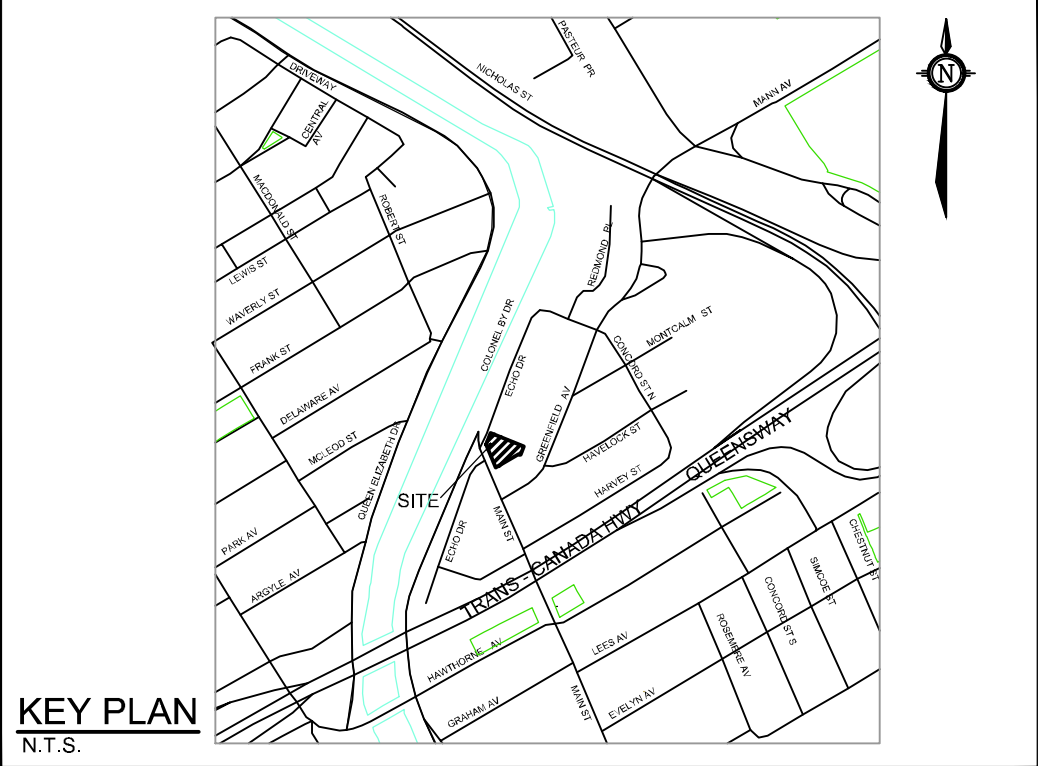 DRIVEWAY
CENTRAL
AV
NICHOLAS ST
PASTEUR PR
MANN AV
N
MACDONALD ST
ROBERT ST
LEWIS ST
WAVERLY ST
FRANK ST
DELAWARE AV
MCLEOD ST
PARK AV
ARGYLE AV
QUEEN ELIZABETH DR
COLONEL BY DR
ECHO DR
REDMOND PL
GREENFIELD AV
CONCORD ST N
MONTCALM ST
HAVELOCK ST
HARVEY ST
SITE
ECHO DR
MAIN ST
TRANS - CANADA HWY
QUEENSWAY
HAWTHORNE AV
GRAHAM AV
LEES AV
EVELYN AV
MAIN ST
ROSEMERE AV
CONCORD ST S
SIMCOE ST
CHESTNUT ST
KEY PLAN
N.T.S.